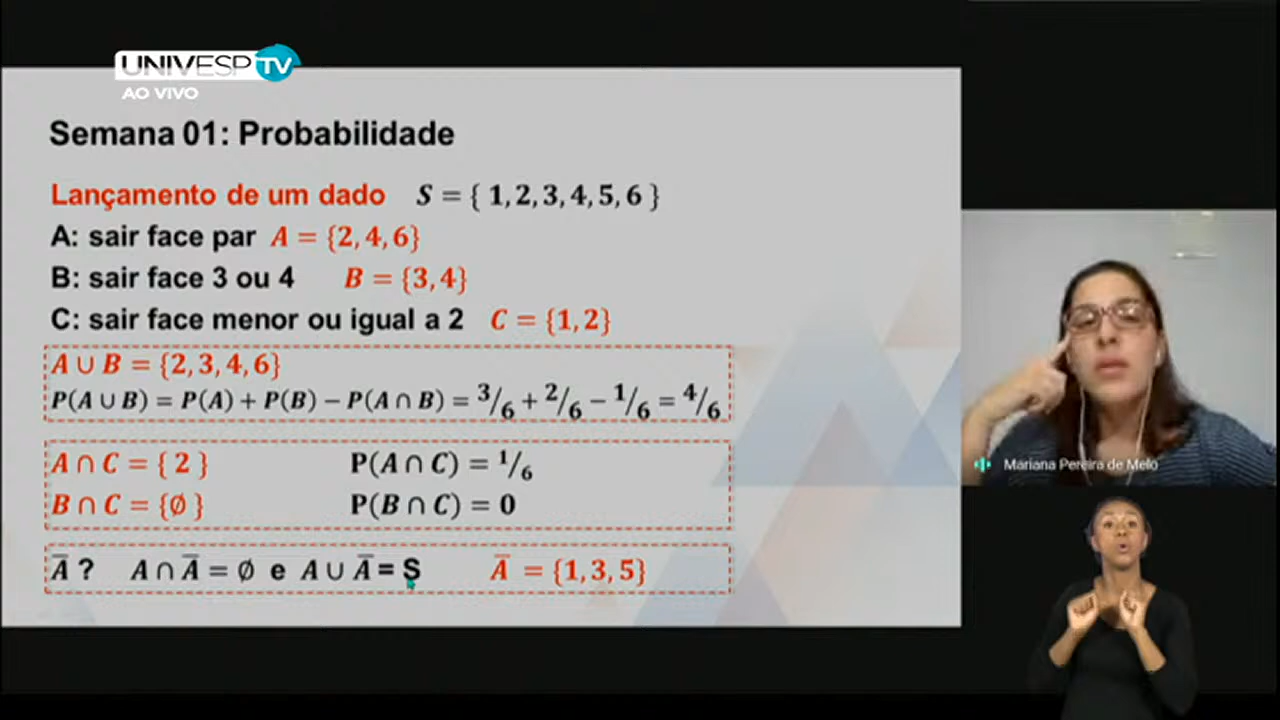 UNIVESP TV
AO VIVO
Semana 01: Probabilidade
Lançamento de um dado S = { 1, 2, 3, 4, 5, 6 }
A: sair face par A = {2, 4, 6}
B: sair face 3 ou 4 B = {3, 4}
C: sair face menor ou igual a 2 C = {1, 2}
A ∪ B = {2, 3, 4, 6}
P(A ∪ B) = P(A) + P(B) − P(A ∩ B) = 3/6 + 2/6 − 1/6 = 4/6
A ∩ C = { 2 } P(A ∩ C) = 1/6
B ∩ C = {∅ } P(B ∩ C) = 0
A̅ ? A ∩ A̅ = ∅ e A ∪ A̅ = S A̅ = {1, 3, 5}
Mariana Pereira de Melo